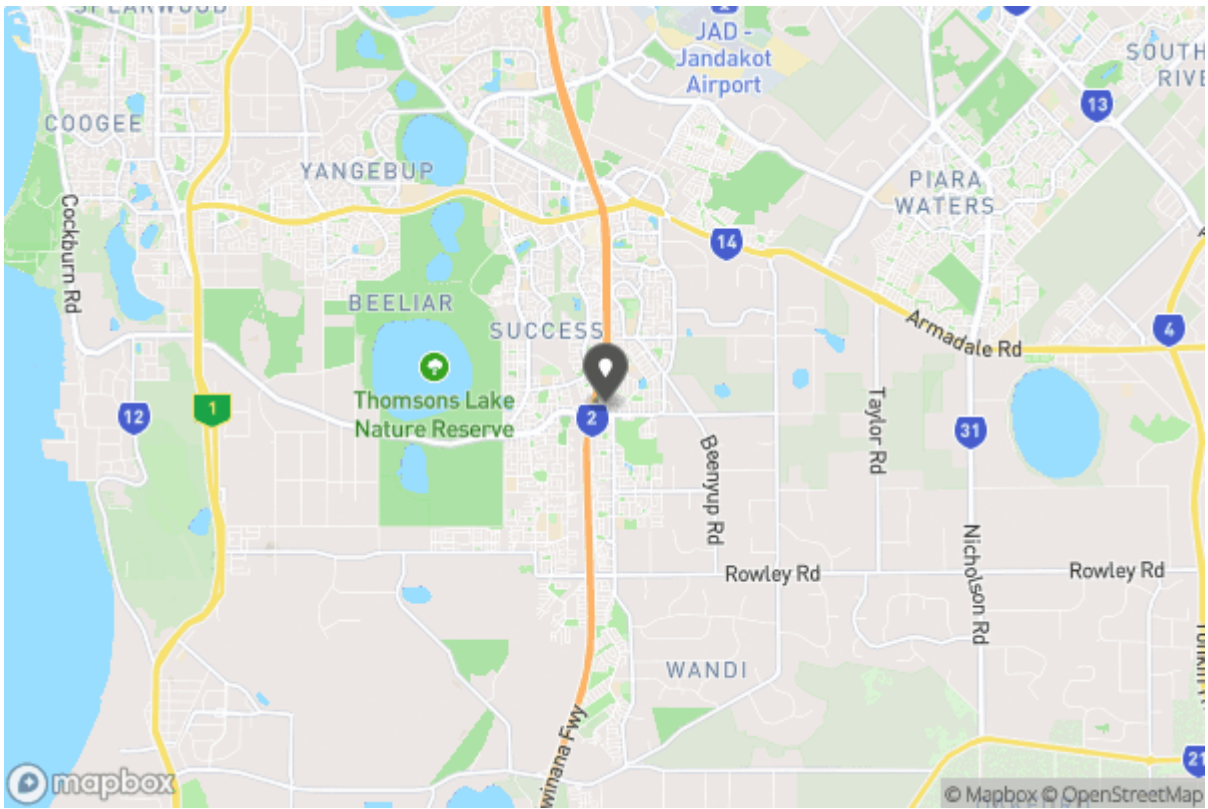 SPEARWOOD
JAD -
Jandakot
Airport
SOUTH
RIVE
13
COOGEE
YANGEBUP
PIARA
WATERS
Cockburn Rd
14
BEELIAR
SUCCESS
Armadale Rd
4
Thomsons Lake
Nature Reserve
12
1
2
Taylor Rd
31
Beenyup Rd
Nicholson Rd
Rowley Rd
Rowley Rd
WANDI
Tonkin
winana Fwy
21
mapbox
© Mapbox © OpenStreetMap